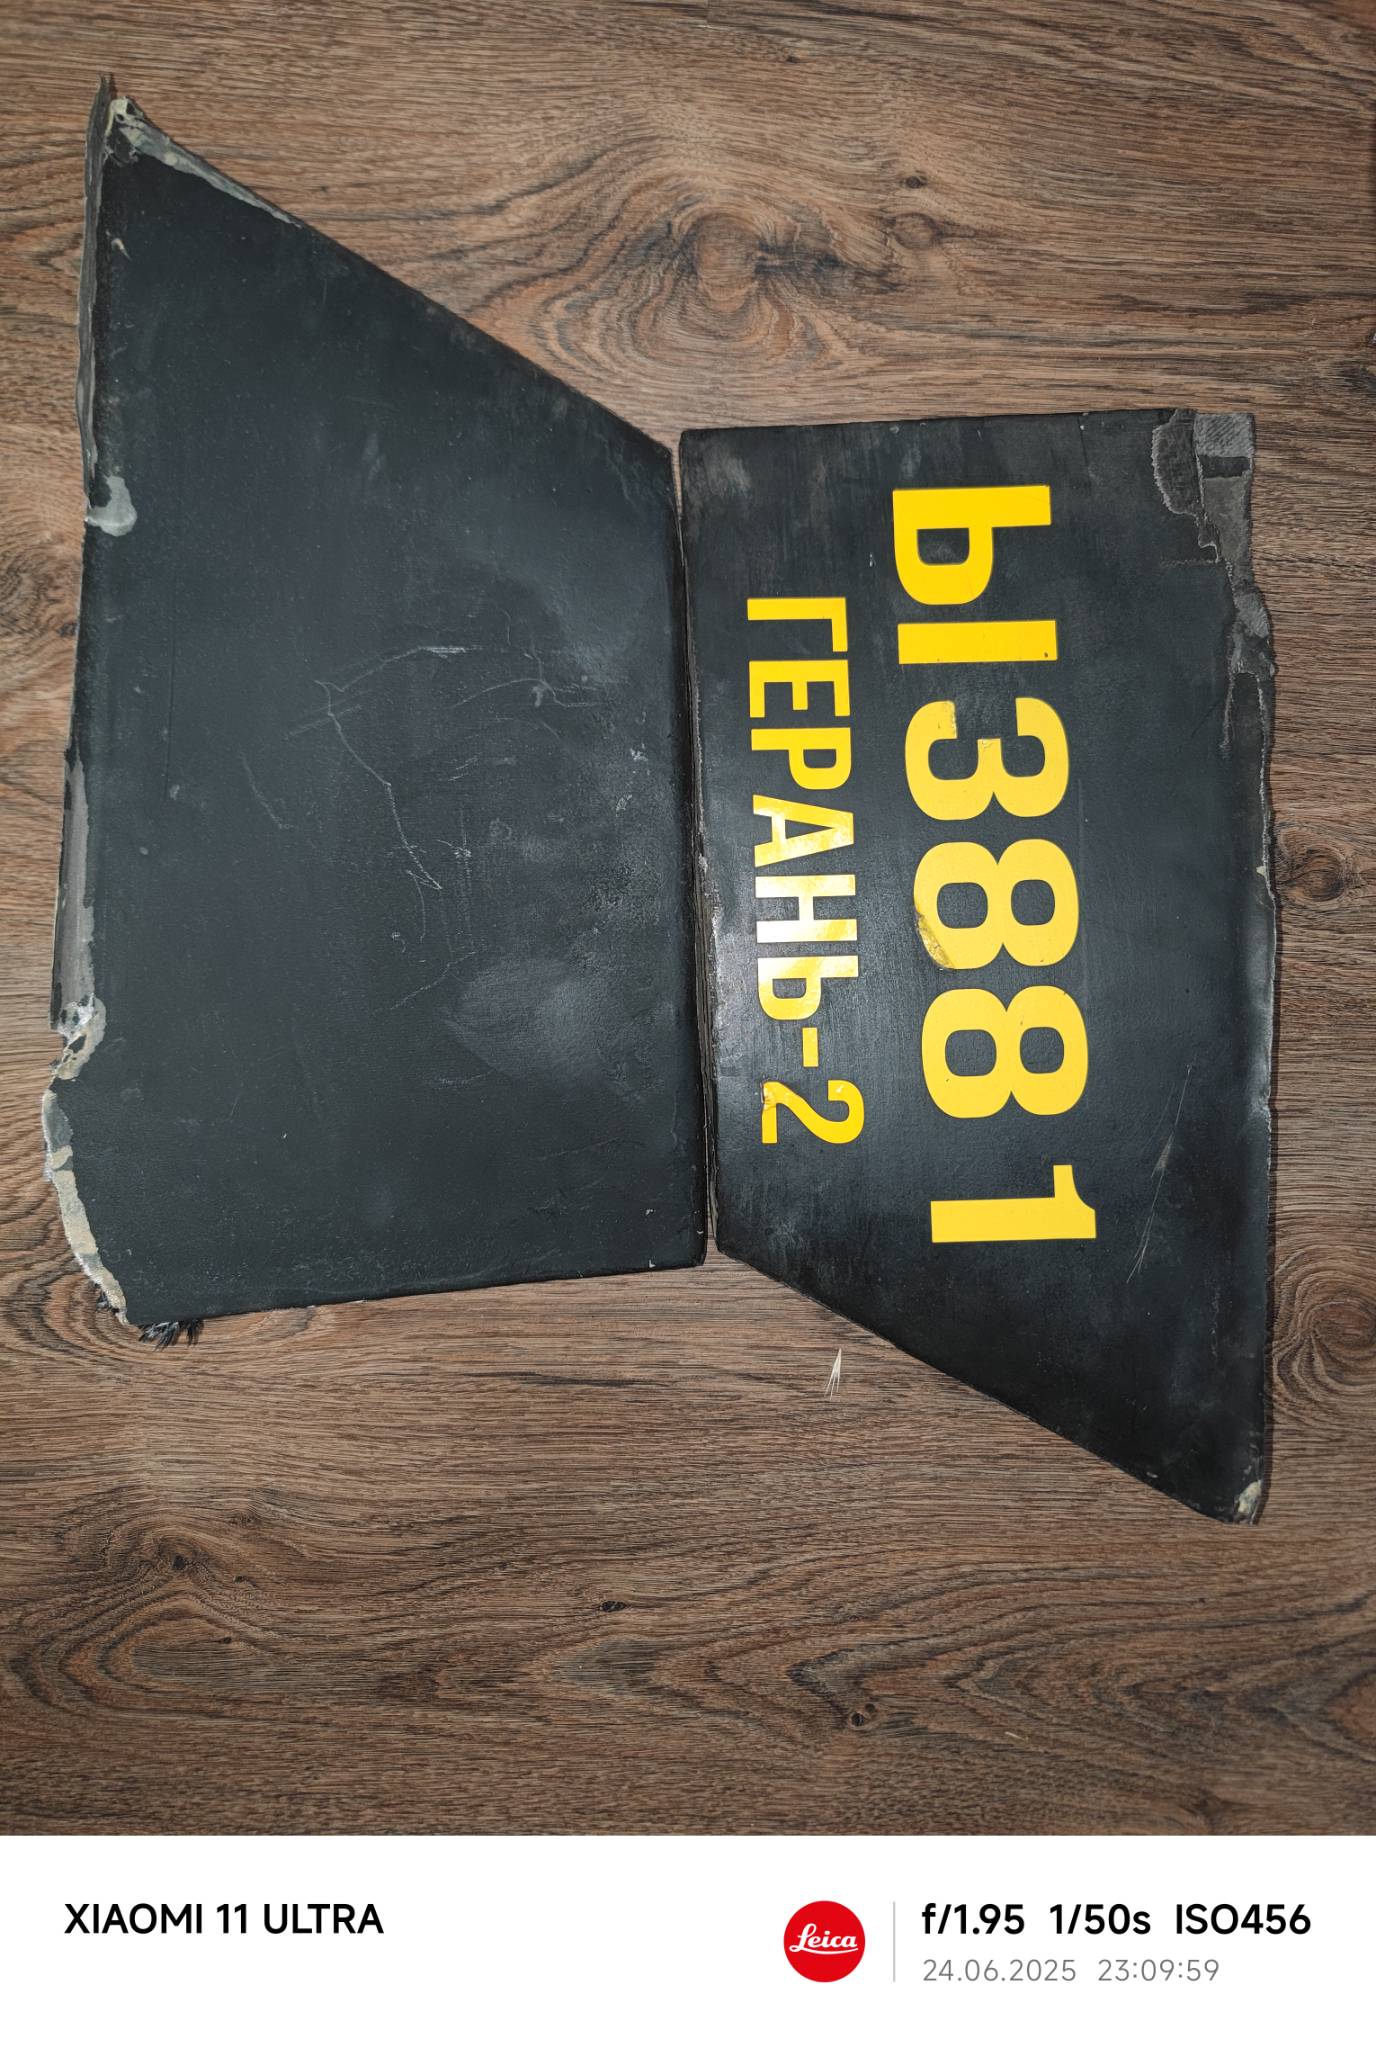 Ы3881
ГЕРАНЬ-2
XIAOMI 11 ULTRA
Leica
f/1.95 1/50s ISO456
24.06.2025 23:09:59